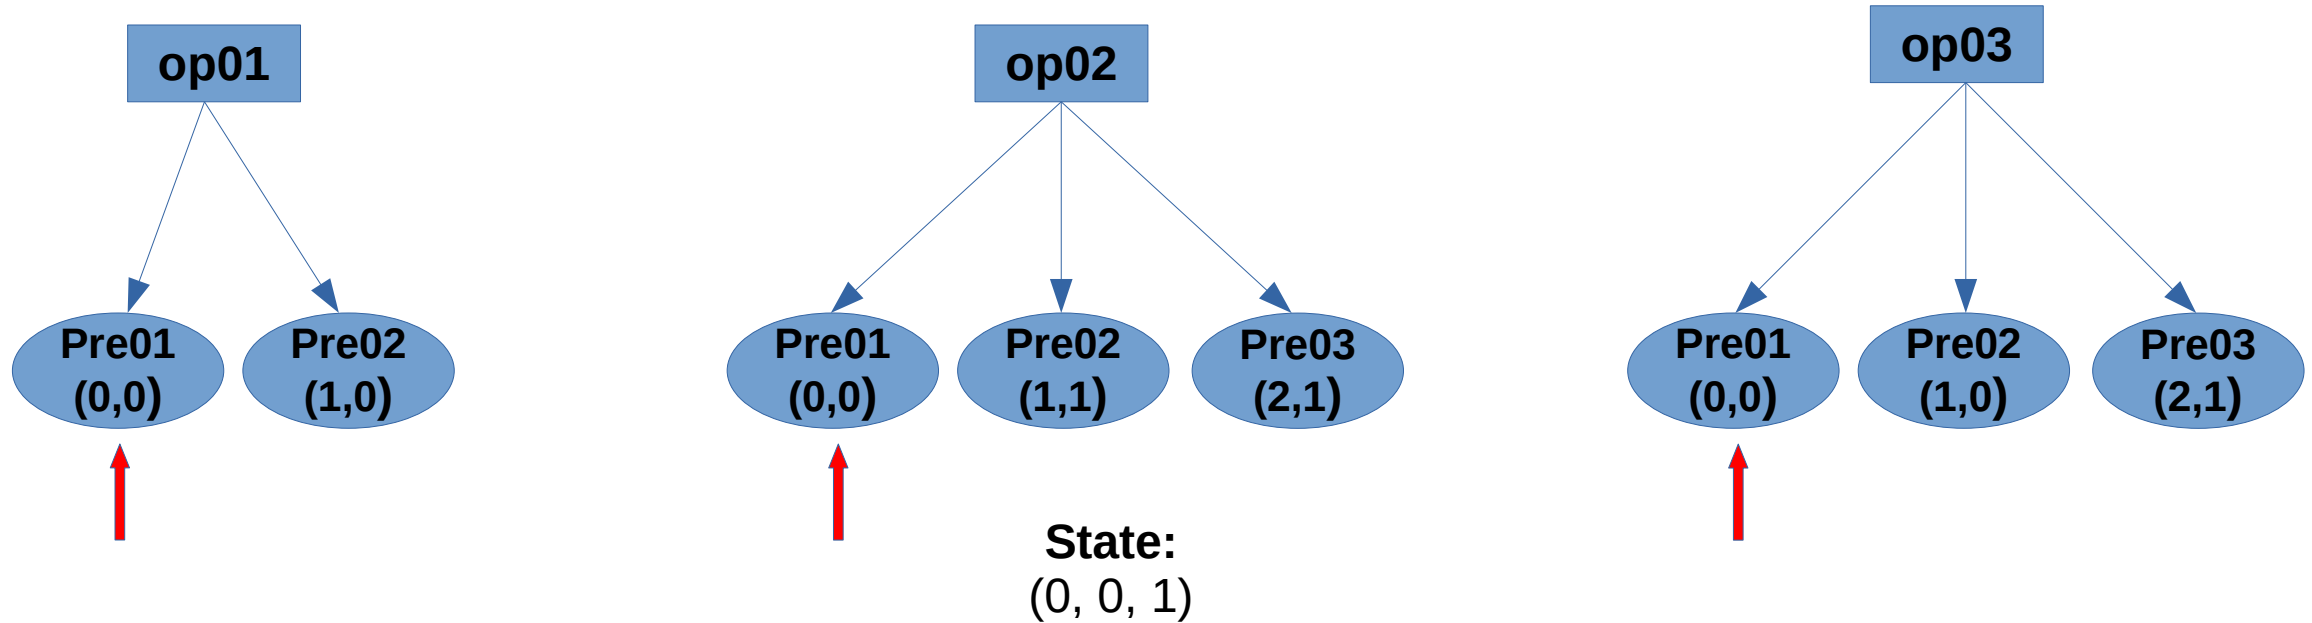 op01
op02
op03
Pre01
(0,0)
Pre02
(1,0)
Pre01
(0,0)
Pre02
(1,1)
Pre03
(2,1)
Pre01
(0,0)
Pre02
(1,0)
Pre03
(2,1)
State:
(0, 0, 1)